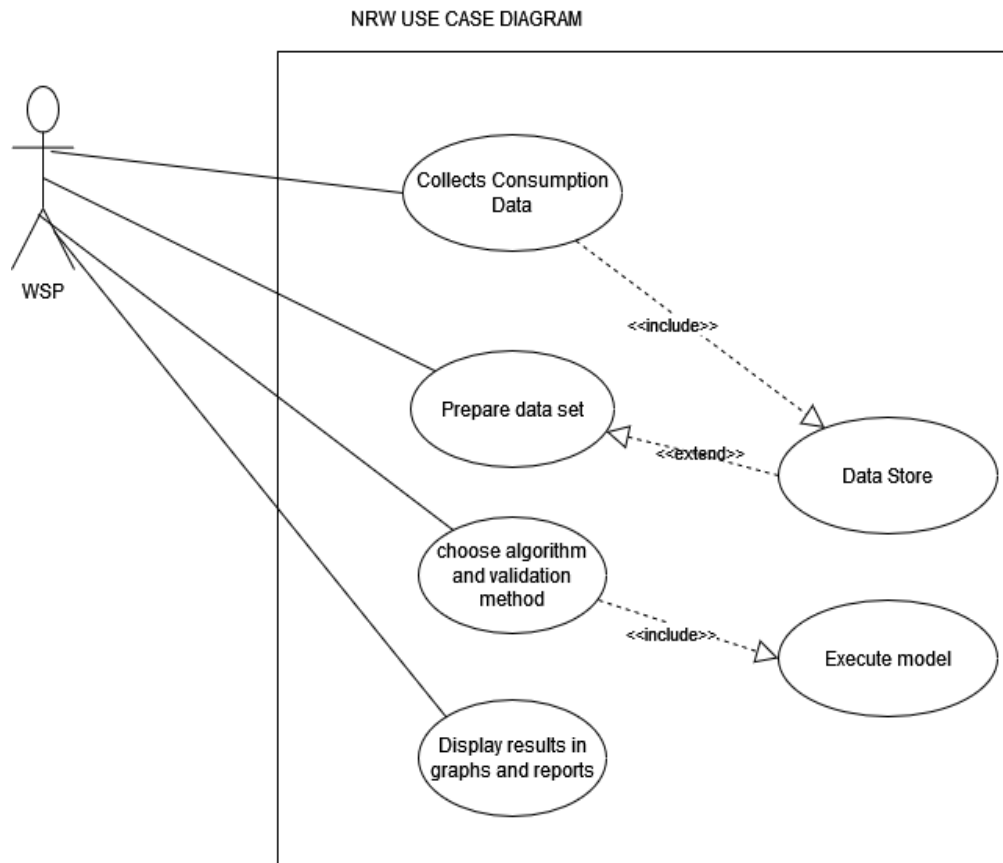 NRW USE CASE DIAGRAM
Collects Consumption
Data
WSP
<<include>>
Prepare data set
<<extend>>
Data Store
choose algorithm
and validation
method
<<include>>
Execute model
Display results in
graphs and reports